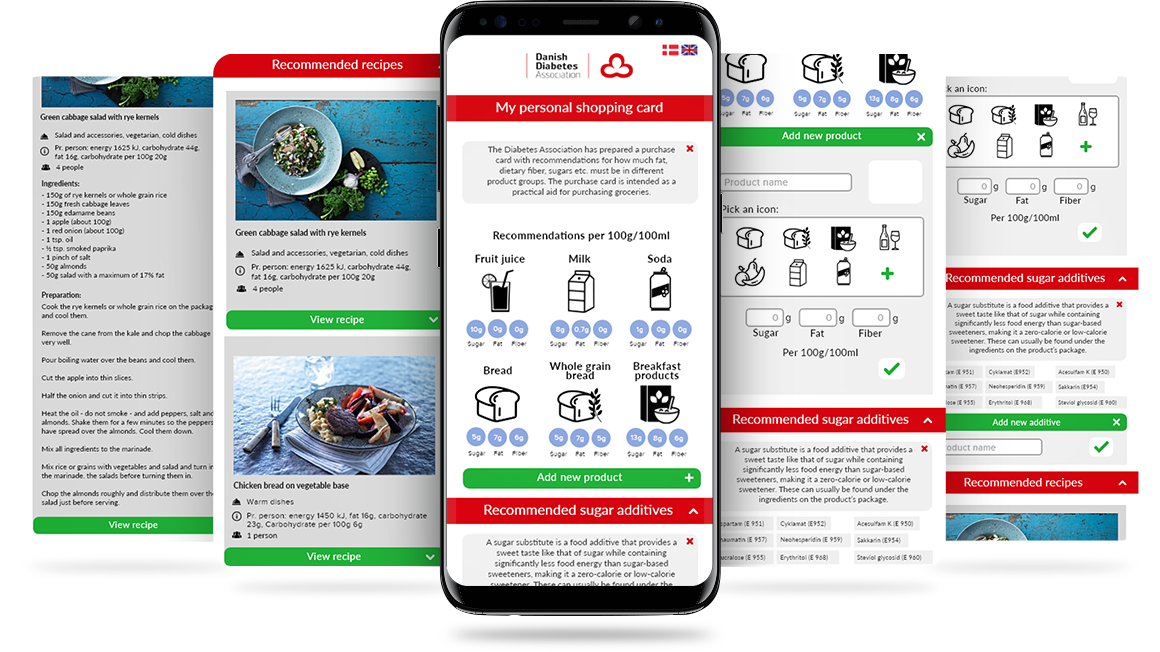 Green cabbage salad with rye kernels
Salad and accessories, vegetarian, cold dishes
Pr. person: energy 1625 kJ, carbohydrate 44g,
fat 16g, carbohydrate per 100g 20g
4 people
Ingredients:
- 150g of rye kernels or whole grain rice
- 150g fresh cabbage leaves
- 150g edamame beans
- 1 apple (about 100g)
- 1 red onion (about 100g)
- 1 tsp. oil
- ½ tsp. smoked paprika
- 1 pinch of salt
- 50g almonds
- 50g salad with a maximum of 17% fat
Preparation:
Cook the rye kernels or whole grain rice on the packag
and cool them.
Remove the cane from the kale and chop the cabbage
very well.
Pour boiling water over the beans and cool them.
Cut the apple into thin slices.
Half the onion and cut it into thin strips.
Heat the oil - do not smoke - and add peppers, salt and
almonds. Shake them for a few minutes so the peppers
have spread over the almonds. Cool them down.
Mix all ingredients to the marinade.
Mix rice or grains with vegetables and salad and turn in
the marinade. the salads before turning them in.
Chop the almonds roughly and distribute them over the
salad just before serving.
View recipe
Recommended recipes
Green cabbage salad with rye kernels
Salad and accessories, vegetarian, cold dishes
Pr. person: energy 1625 kJ, carbohydrate 44g,
fat 16g, carbohydrate per 100g 20g
4 people
View recipe
Chicken bread on vegetable base
Warm dishes
Pr. person: energy 1450 kJ, fat 16g, carbohydrate
23g, Carbohydrate per 100g 6g
1 person
View recipe
Danish
Diabetes
Association
My personal shopping card
The Diabetes Association has prepared a purchase
card with recommendations for how much fat,
dietary fiber, sugars etc. must be in different
product groups. The purchase card is intended as a
practical aid for purchasing groceries.
Recommendations per 100g/100ml
Fruit juice Milk Soda
10g 0g 0g 8g 0,7g 0g 1g 0g 0g
Sugar Fat Fiber Sugar Fat Fiber Sugar Fat Fiber
Bread Whole grain bread Breakfast products
5g 7g 6g 5g 7g 5g 13g 8g 6g
Sugar Fat Fiber Sugar Fat Fiber Sugar Fat Fiber
Add new product +
Recommended sugar additives
A sugar substitute is a food additive that provides a
sweet taste like that of sugar while containing
significantly less food energy than sugar-based
sweeteners, making it a zero-calorie or low-calorie
sweetener. These can usually be found under the
5g 7g 6g 5g 7g 5g 13g 8g 6g
Sugar Fat Fiber Sugar Fat Fiber Sugar Fat Fiber
Add new product
Product name
Pick an icon:
0 g 0 g 0 g
Sugar Fat Fiber
Per 100g/100ml
Recommended sugar additives
A sugar substitute is a food additive that provides a
sweet taste like that of sugar while containing
significantly less food energy than sugar-based
sweeteners, making it a zero-calorie or low-calorie
sweetener. These can usually be found under the
ingredients on the product's package.
spartam (E 951) Cyklamat (E952) Acesulfam K (E 950)
haumatin (E 957) Neohesperidin (E 959) Sakkarin (E954)
ucralose (E 955) Erythritol (E 968) Steviol glycosid (E 960)
ck an icon:
0 g 0 g 0 g
Sugar Fat Fiber
Per 100g/100ml
Recommended sugar additives
A sugar substitute is a food additive that provides a
sweet taste like that of sugar while containing
significantly less food energy than sugar-based
sweeteners, making it a zero-calorie or low-calorie
sweetener. These can usually be found under the
ingredients on the product's package.
tam (E 951) Cyklamat (E952) Acesulfam K (E 950)
atin (E 957) Neohesperidin (E 959) Sakkarin (E954)
ose (E 955) Erythritol (E 968) Steviol glycosid (E 960)
Add new additive
oduct name
Recommended recipes